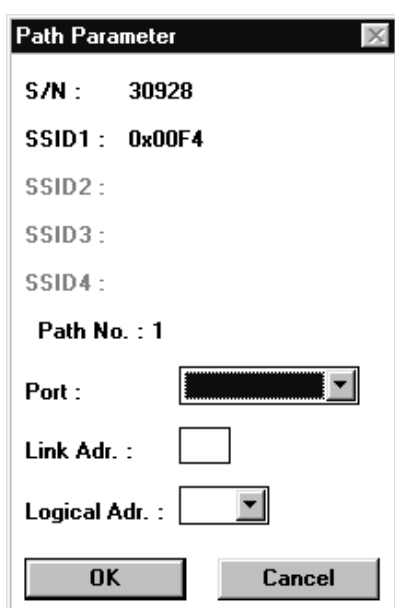 Path Parameter
S/N : 30928
SSID1 : 0x00F4
SSID2 :
SSID3 :
SSID4 :
Path No. : 1
Port :
Link Adr. :
Logical Adr. :
OK Cancel